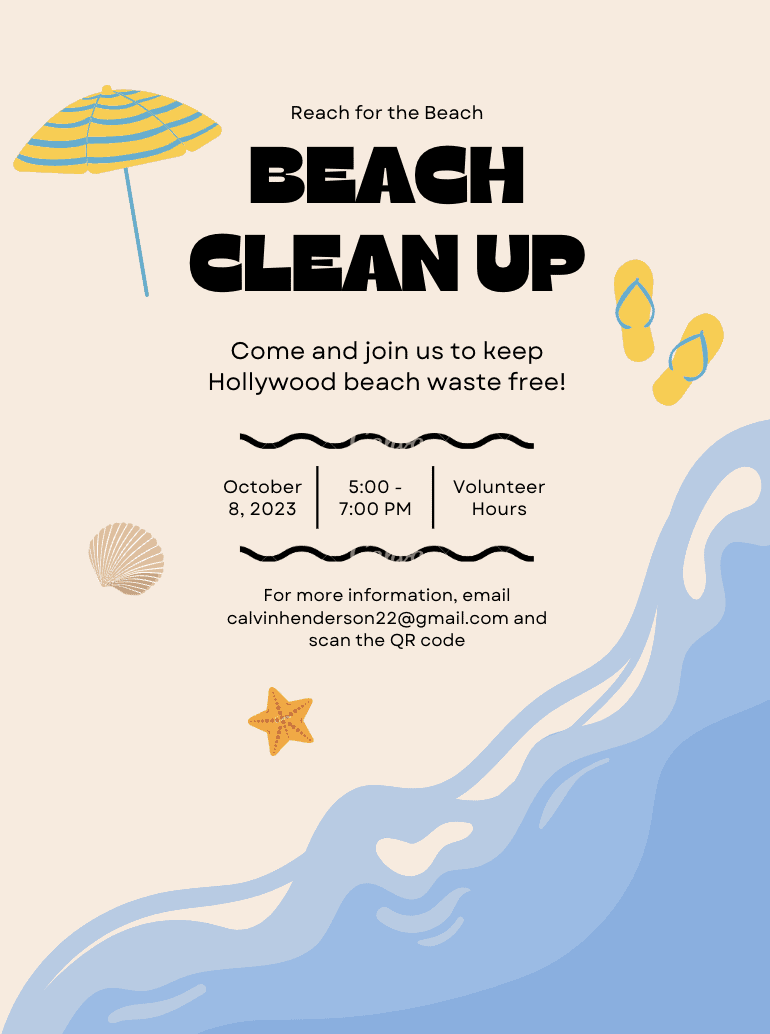 Reach for the Beach
BEACH
CLEAN UP
Come and join us to keep
Hollywood beach waste free!
October
8, 2023
5:00 -
7:00 PM
Volunteer
Hours
For more information, email
calvinhenderson22@gmail.com and
scan the QR code